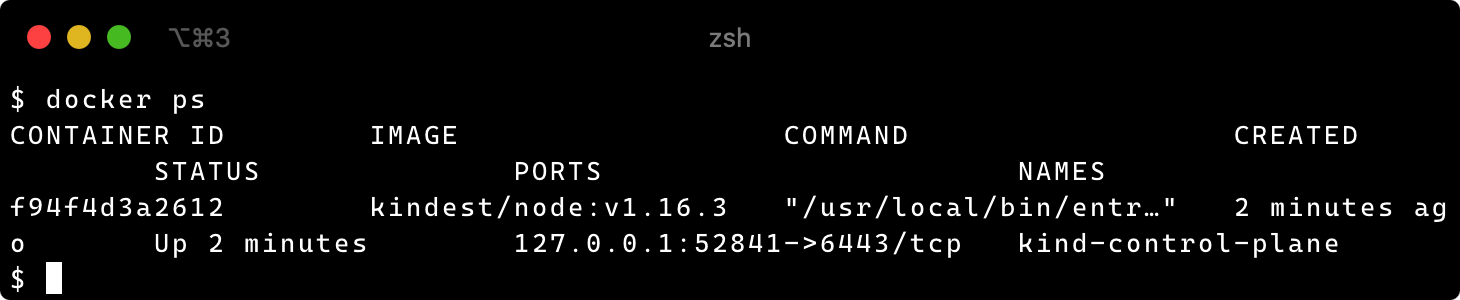 ⌥⌘3 zsh
$ docker ps
CONTAINER ID        IMAGE                  COMMAND                  CREATED
        STATUS              PORTS                       NAMES
f94f4d3a2612        kindest/node:v1.16.3   "/usr/local/bin/entr…"   2 minutes ag
o       Up 2 minutes        127.0.0.1:52841->6443/tcp   kind-control-plane
$